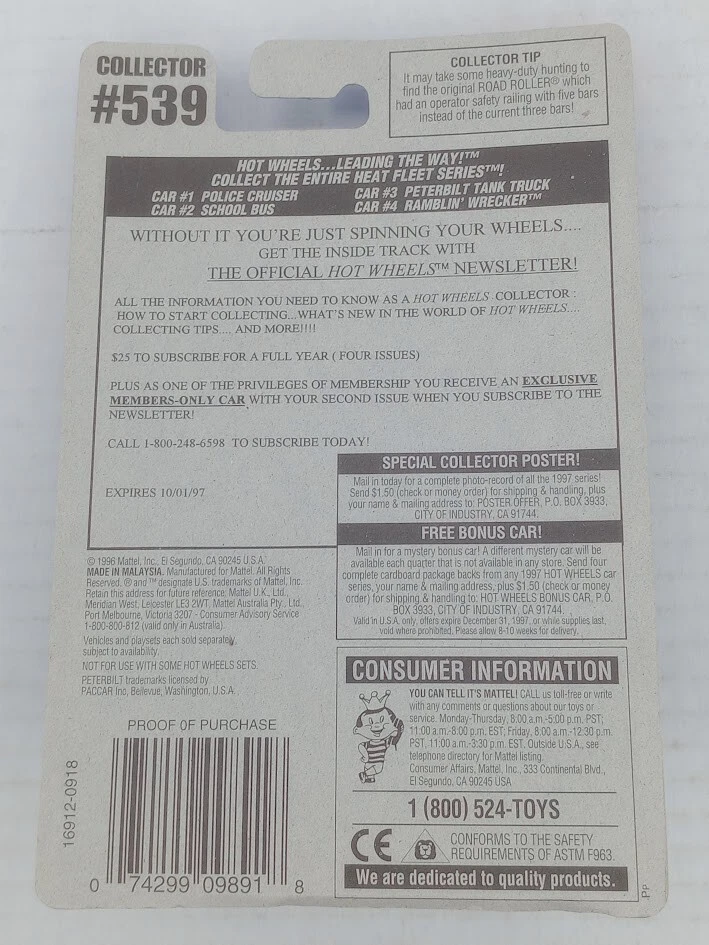 COLLECTOR
#539
COLLECTOR TIP
It may take some heavy-duty hunting to
find the original ROAD ROLLER® which
had an operator safety railing with five bars
instead of the current three bars!
HOT WHEELS...LEADING THE WAY!™
COLLECT THE ENTIRE HEAT FLEET SERIES™!
CAR #1 POLICE CRUISER
CAR #2 SCHOOL BUS
CAR #3 PETERBILT TANK TRUCK
CAR #4 RAMBLIN' WRECKER™
WITHOUT IT YOU'RE JUST SPINNING YOUR WHEELS....
GET THE INSIDE TRACK WITH
THE OFFICIAL HOT WHEELS™ NEWSLETTER!
ALL THE INFORMATION YOU NEED TO KNOW AS A HOT WHEELS COLLECTOR :
HOW TO START COLLECTING...WHAT'S NEW IN THE WORLD OF HOT WHEELS....
COLLECTING TIPS.... AND MORE!!!!
$25 TO SUBSCRIBE FOR A FULL YEAR ( FOUR ISSUES)
PLUS AS ONE OF THE PRIVILEGES OF MEMBERSHIP YOU RECEIVE AN EXCLUSIVE
MEMBERS-ONLY CAR WITH YOUR SECOND ISSUE WHEN YOU SUBSCRIBE TO THE
NEWSLETTER!
CALL 1-800-248-6598 TO SUBSCRIBE TODAY!
EXPIRES 10/01/97
SPECIAL COLLECTOR POSTER!
Mail in today for a complete photo-record of all the 1997 series!
Send $1.50 (check or money order) for shipping & handling, plus
your name & mailing address to: POSTER OFFER, P.O. BOX 3933,
CITY OF INDUSTRY, CA 91744.
FREE BONUS CAR!
Mail in for a mystery bonus car! A different mystery car will be
available each quarter that is not available in any store. Send four
complete cardboard package backs from any 1997 HOT WHEELS car
series, your name & mailing address, plus $1.50 (check or money
order) for shipping & handling to: HOT WHEELS BONUS CAR, P.O.
BOX 3933, CITY OF INDUSTRY, CA 91744.
Valid in U.S.A. only, offers expire December 31, 1997, or while supplies last,
void where prohibited. Please allow 8-10 weeks for delivery.
© 1996 Mattel, Inc., El Segundo, CA 90245 U.S.A.
MADE IN MALAYSIA. Manufactured for Mattel. All Rights
Reserved. ® and ™ designate U.S. trademarks of Mattel, Inc.
Retain this address for future reference: Mattel U.K., Ltd.,
Meridian West, Leicester LE3 2WT, Mattel Australia Pty., Ltd.,
Port Melbourne, Victoria 3207 - Consumer Advisory Service
1-800-800-812 (valid only in Australia).
Vehicles and playsets each sold separately,
subject to availability.
NOT FOR USE WITH SOME HOT WHEELS SETS.
PETERBILT trademarks licensed by
PACCAR Inc, Bellevue, Washington, U.S.A.
CONSUMER INFORMATION
YOU CAN TELL IT'S MATTEL! CALL us toll-free or write
with any comments or questions about our toys or
service. Monday-Thursday, 8:00 a.m.-5:00 p.m. PST;
11:00 a.m.-8:00 p.m. EST; Friday, 8:00 a.m.-12:30 p.m.
PST, 11:00 a.m.-3:30 p.m. EST. Outside U.S.A., see
telephone directory for Mattel listing.
Consumer Affairs, Mattel, Inc., 333 Continental Blvd.,
El Segundo, CA 90245 USA
1 (800) 524-TOYS
CE
CONFORMS TO THE SAFETY
REQUIREMENTS OF ASTM F963.
We are dedicated to quality products.
PROOF OF PURCHASE
16912-0918
0 74299 09891 8
Pp